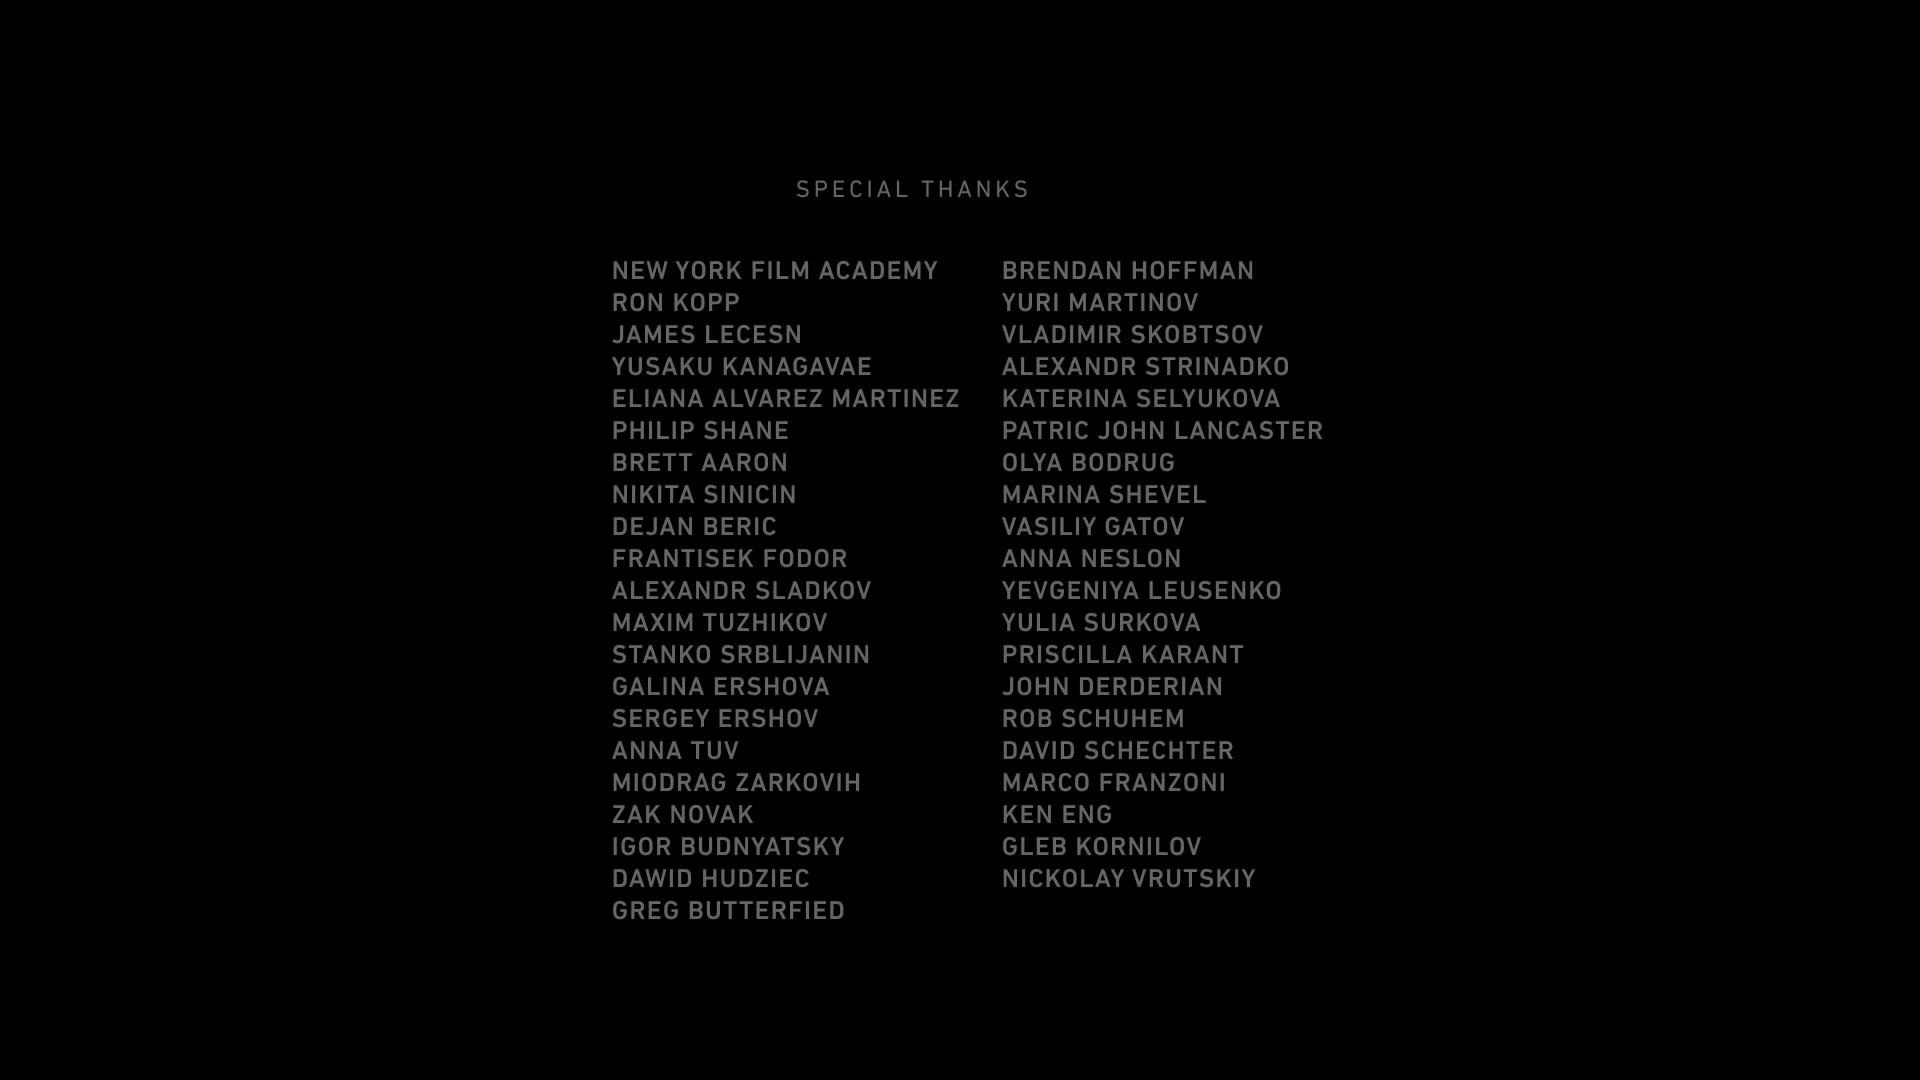 SPECIAL THANKS
NEW YORK FILM ACADEMY
RON KOPP
JAMES LECESN
YUSAKU KANAGAVAE
ELIANA ALVAREZ MARTINEZ
PHILIP SHANE
BRETT AARON
NIKITA SINICIN
DEJAN BERIC
FRANTISEK FODOR
ALEXANDR SLADKOV
MAXIM TUZHIKOV
STANKO SRBLIJANIN
GALINA ERSHOVA
SERGEY ERSHOV
ANNA TUV
MIODRAG ZARKOVIH
ZAK NOVAK
IGOR BUDNYATSKY
DAWID HUDZIEC
GREG BUTTERFIED
BRENDAN HOFFMAN
YURI MARTINOV
VLADIMIR SKOBTSOV
ALEXANDR STRINADKO
KATERINA SELYUKOVA
PATRIC JOHN LANCASTER
OLYA BODRUG
MARINA SHEVEL
VASILIY GATOV
ANNA NESLON
YEVGENIYA LEUSENKO
YULIA SURKOVA
PRISCILLA KARANT
JOHN DERDERIAN
ROB SCHUHEM
DAVID SCHECHTER
MARCO FRANZONI
KEN ENG
GLEB KORNILOV
NICKOLAY VRUTSKIY